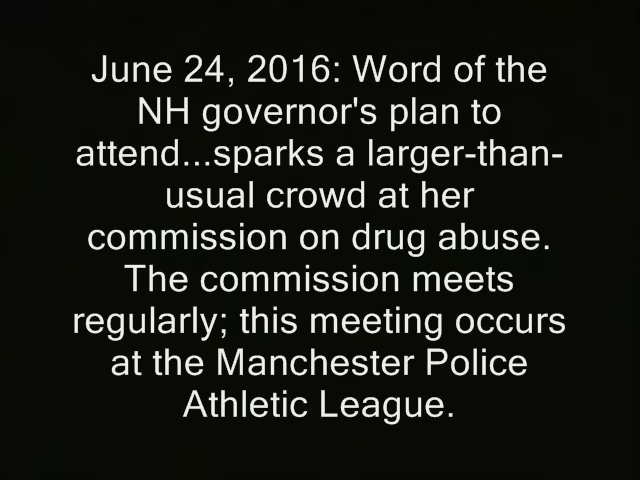 June 24, 2016: Word of the
NH governor's plan to
attend...sparks a larger-than-
usual crowd at her
commission on drug abuse.
The commission meets
regularly; this meeting occurs
at the Manchester Police
Athletic League.